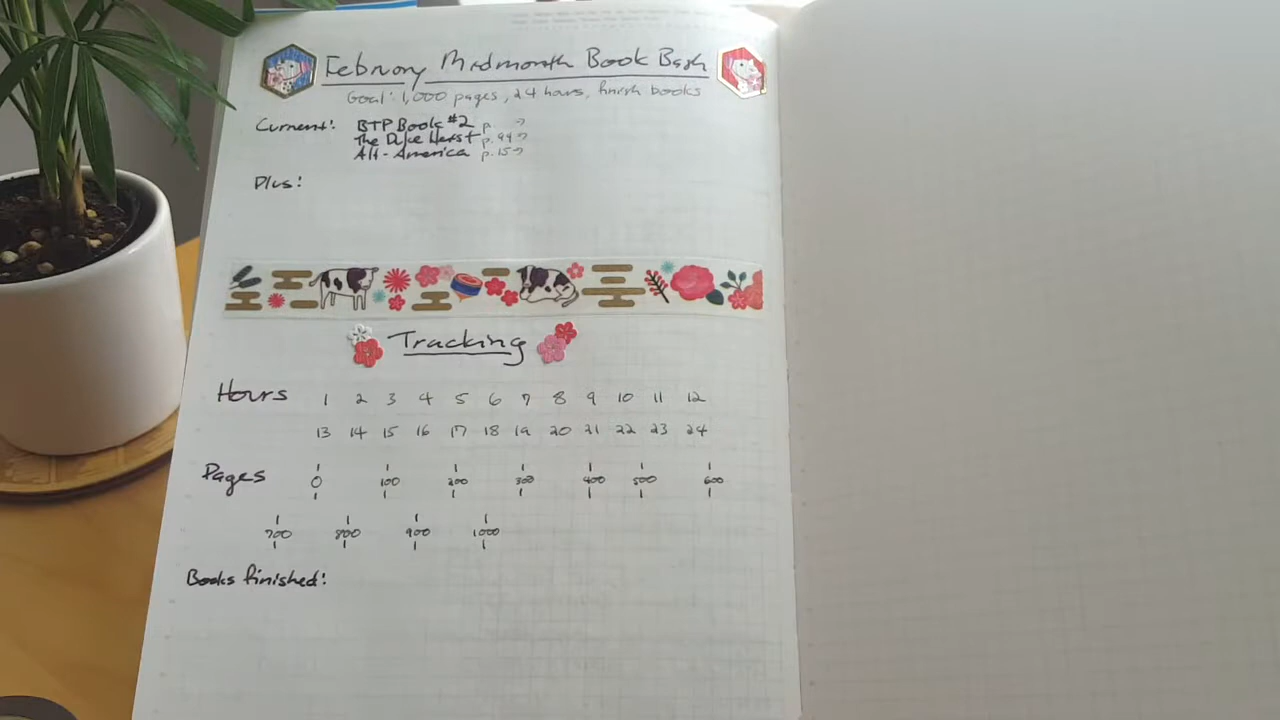 February Midmonth Book Bash
Goal: 1,000 pages, 24 hours, finish books
Current: BTP Book #2 p. →
The Duke Heist p. 94→
All-America p. 15→
Plus:
Tracking
Hours 1 2 3 4 5 6 7 8 9 10 11 12
13 14 15 16 17 18 19 20 21 22 23 24
Pages 0 100 200 300 400 500 600
700 800 900 1000
Books finished: